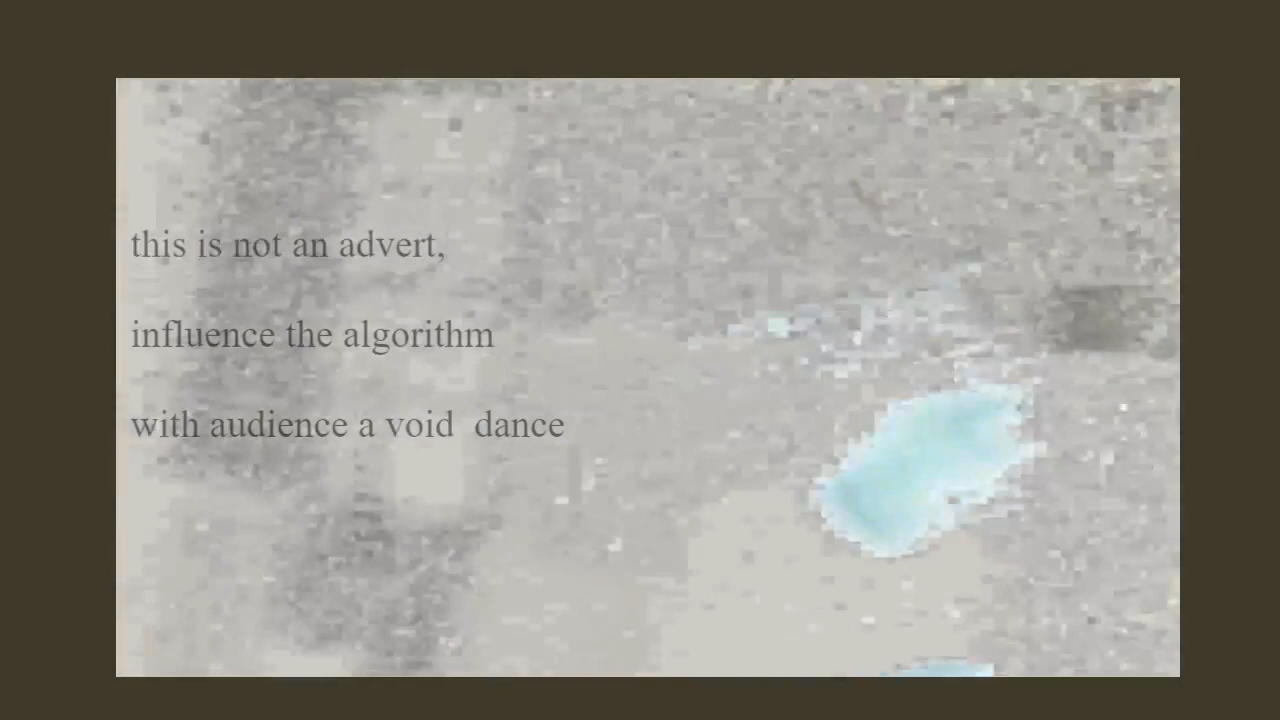 this is not an advert,
influence the algorithm
with audience a void  dance